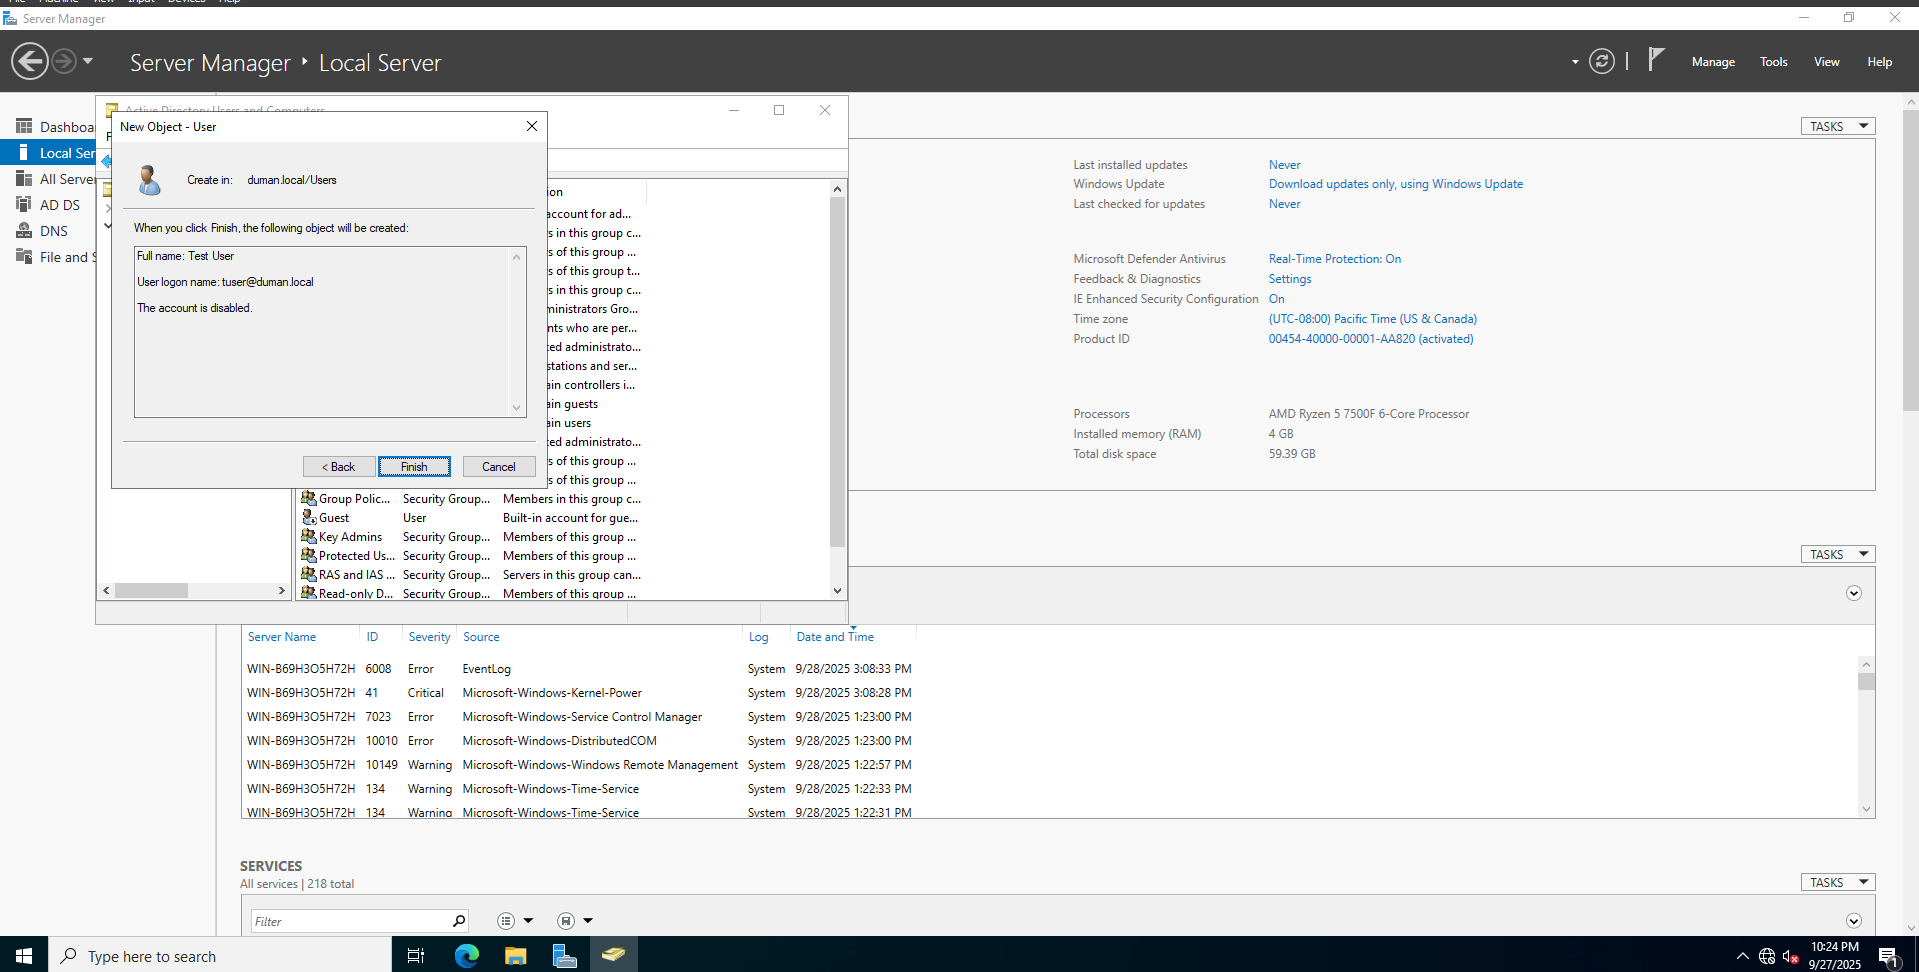 File Machine View Input Devices Help
Server Manager
Server Manager ‣ Local Server
Manage Tools View Help
Dashboa
Local Ser
All Server
AD DS
DNS
File and S
Active Directory Users and Computers
New Object - User
Create in: duman.local/Users
When you click Finish, the following object will be created:
Full name: Test User
User logon name: tuser@duman.local
The account is disabled.
< Back Finish Cancel
ion
account for ad...
s in this group c...
s of this group ...
s of this group t...
s in this group c...
ministrators Gro...
nts who are per...
ted administrato...
stations and ser...
ain controllers i...
ain guests
ain users
ted administrato...
s of this group ...
s of this group ...
Group Polic... Security Group... Members in this group c...
Guest User Built-in account for gue...
Key Admins Security Group... Members of this group ...
Protected Us... Security Group... Members of this group ...
RAS and IAS ... Security Group... Servers in this group can...
Read-only D... Security Group... Members of this group ...
TASKS
Last installed updates Never
Windows Update Download updates only, using Windows Update
Last checked for updates Never
Microsoft Defender Antivirus Real-Time Protection: On
Feedback & Diagnostics Settings
IE Enhanced Security Configuration On
Time zone (UTC-08:00) Pacific Time (US & Canada)
Product ID 00454-40000-00001-AA820 (activated)
Processors AMD Ryzen 5 7500F 6-Core Processor
Installed memory (RAM) 4 GB
Total disk space 59.39 GB
TASKS
Server Name ID Severity Source Log Date and Time
WIN-B69H3O5H72H 6008 Error EventLog System 9/28/2025 3:08:33 PM
WIN-B69H3O5H72H 41 Critical Microsoft-Windows-Kernel-Power System 9/28/2025 3:08:28 PM
WIN-B69H3O5H72H 7023 Error Microsoft-Windows-Service Control Manager System 9/28/2025 1:23:00 PM
WIN-B69H3O5H72H 10010 Error Microsoft-Windows-DistributedCOM System 9/28/2025 1:23:00 PM
WIN-B69H3O5H72H 10149 Warning Microsoft-Windows-Windows Remote Management System 9/28/2025 1:22:57 PM
WIN-B69H3O5H72H 134 Warning Microsoft-Windows-Time-Service System 9/28/2025 1:22:33 PM
WIN-B69H3O5H72H 134 Warning Microsoft-Windows-Time-Service System 9/28/2025 1:22:31 PM
SERVICES
All services | 218 total
TASKS
Filter
Type here to search
10:24 PM
9/27/2025
1